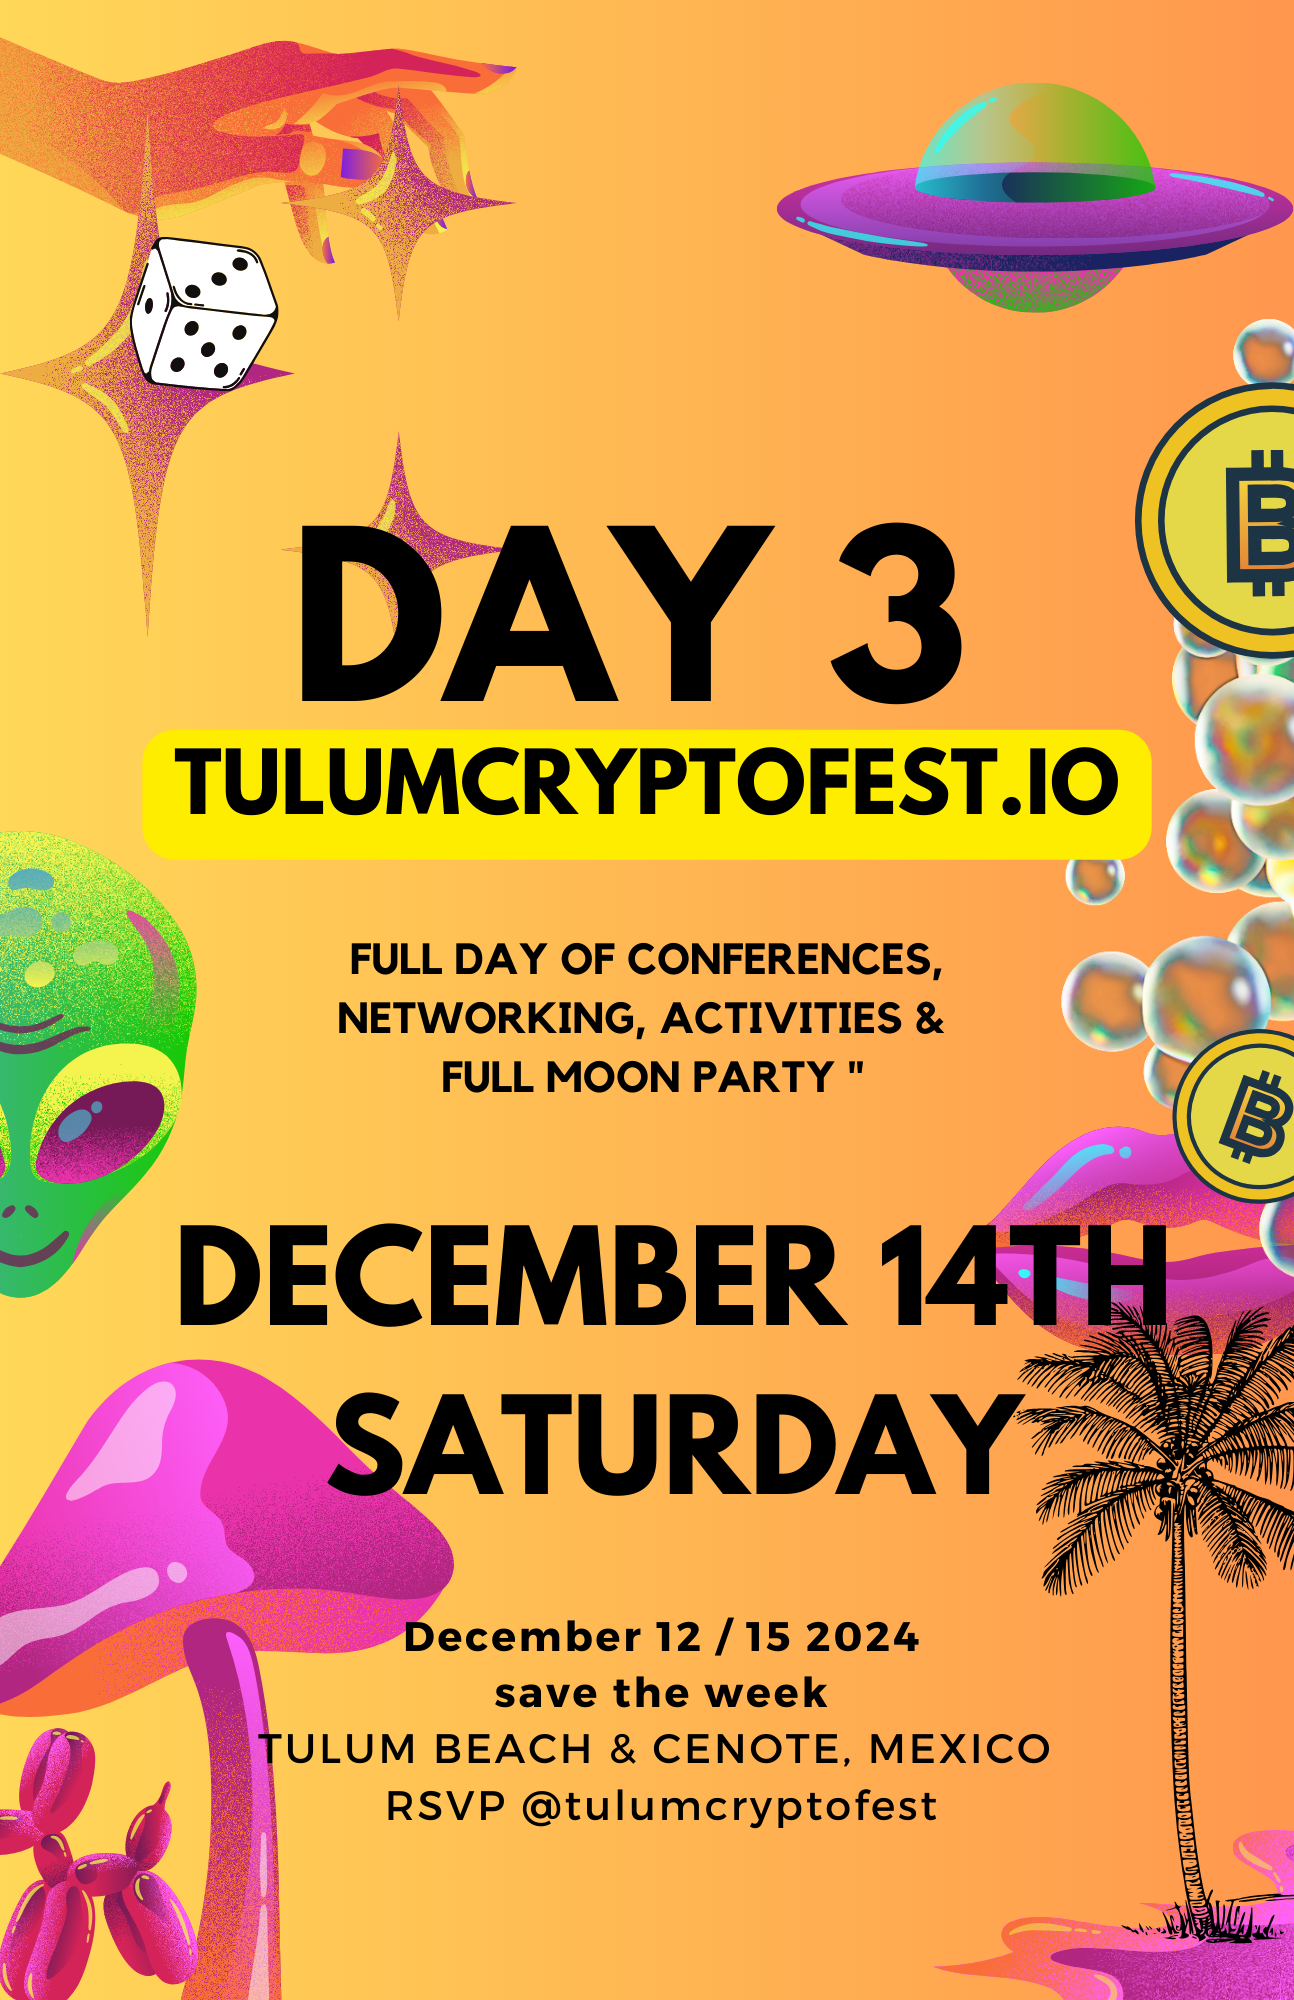 DAY 3
TULUMCRYPTOFEST.IO
FULL DAY OF CONFERENCES,
NETWORKING, ACTIVITIES &
FULL MOON PARTY "
DECEMBER 14TH
SATURDAY
December 12 / 15 2024
save the week
TULUM BEACH & CENOTE, MEXICO
RSVP @tulumcryptofest